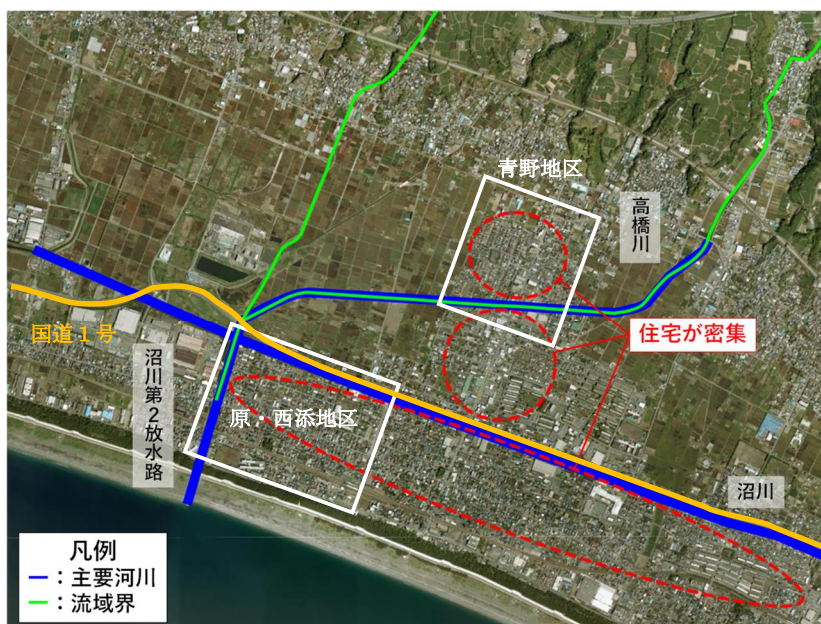 青野地区
高橋川
国道1号
住宅が密集
沼川第2放水路
原・西添地区
沼川
凡例
：主要河川
：流域界